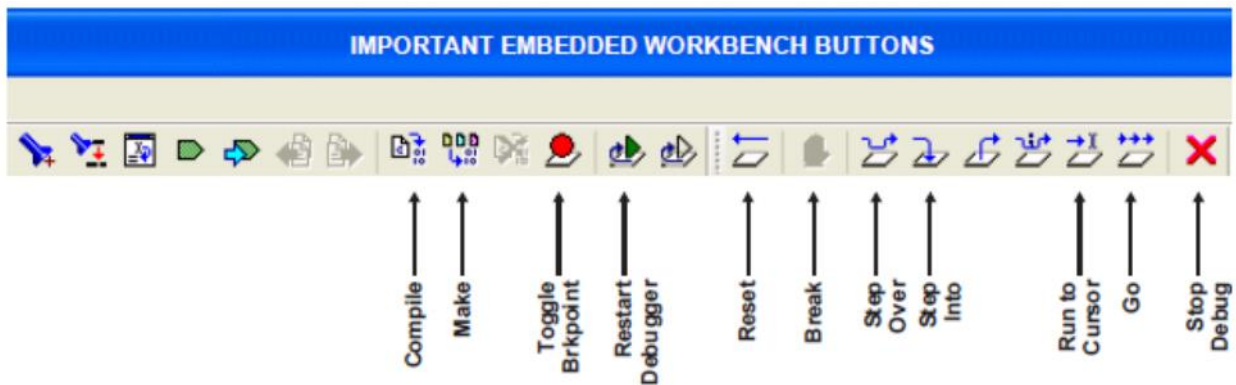 IMPORTANT EMBEDDED WORKBENCH BUTTONS
Compile
Make
Toggle
Brkpoint
Restart
Debugger
Reset
Break
Step
Over
Step
Into
Run to
Cursor
Go
Stop
Debug